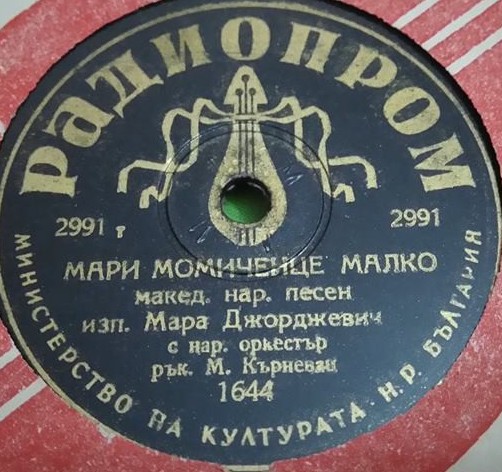 РАДИОПРОМ
2991 т 2991
МАРИ МОМИЧЕНЦЕ МАЛКО
макед. нар. песен
изп. Мара Джорджевич
с нар. оркестър
рък. М. Кърневац
1644
МИНИСТЕРСТВО НА КУЛТУРАТА Н.Р. БЪЛГАРИЯ